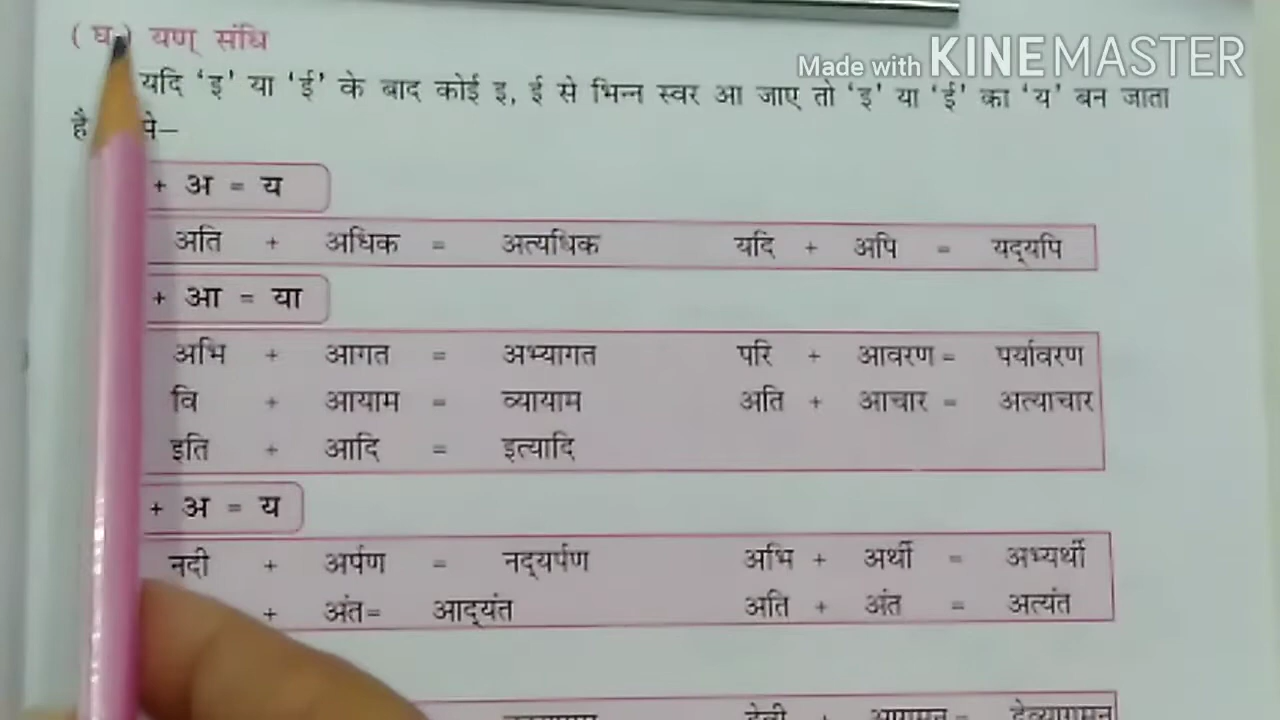 ( घ ) यण् संधि
Made with KINEMASTER
यदि ‘इ’ या ‘ई’ के बाद कोई इ, ई से भिन्न स्वर आ जाए तो ‘इ’ या ‘ई’ का ‘य’ बन जाता
है
+ अ = य
अति + अधिक = अत्यधिक यदि + अपि = यद्यपि
+ आ = या
अभि + आगत = अभ्यागत परि + आवरण = पर्यावरण
वि + आयाम = व्यायाम अति + आचार = अत्याचार
इति + आदि = इत्यादि
+ अ = य
नदी + अर्पण = नद्यर्पण अभि + अर्थी = अभ्यर्थी
+ अंत= आद्यंत अति + अंत = अत्यंत
देवी + आगमन= देव्यागमन